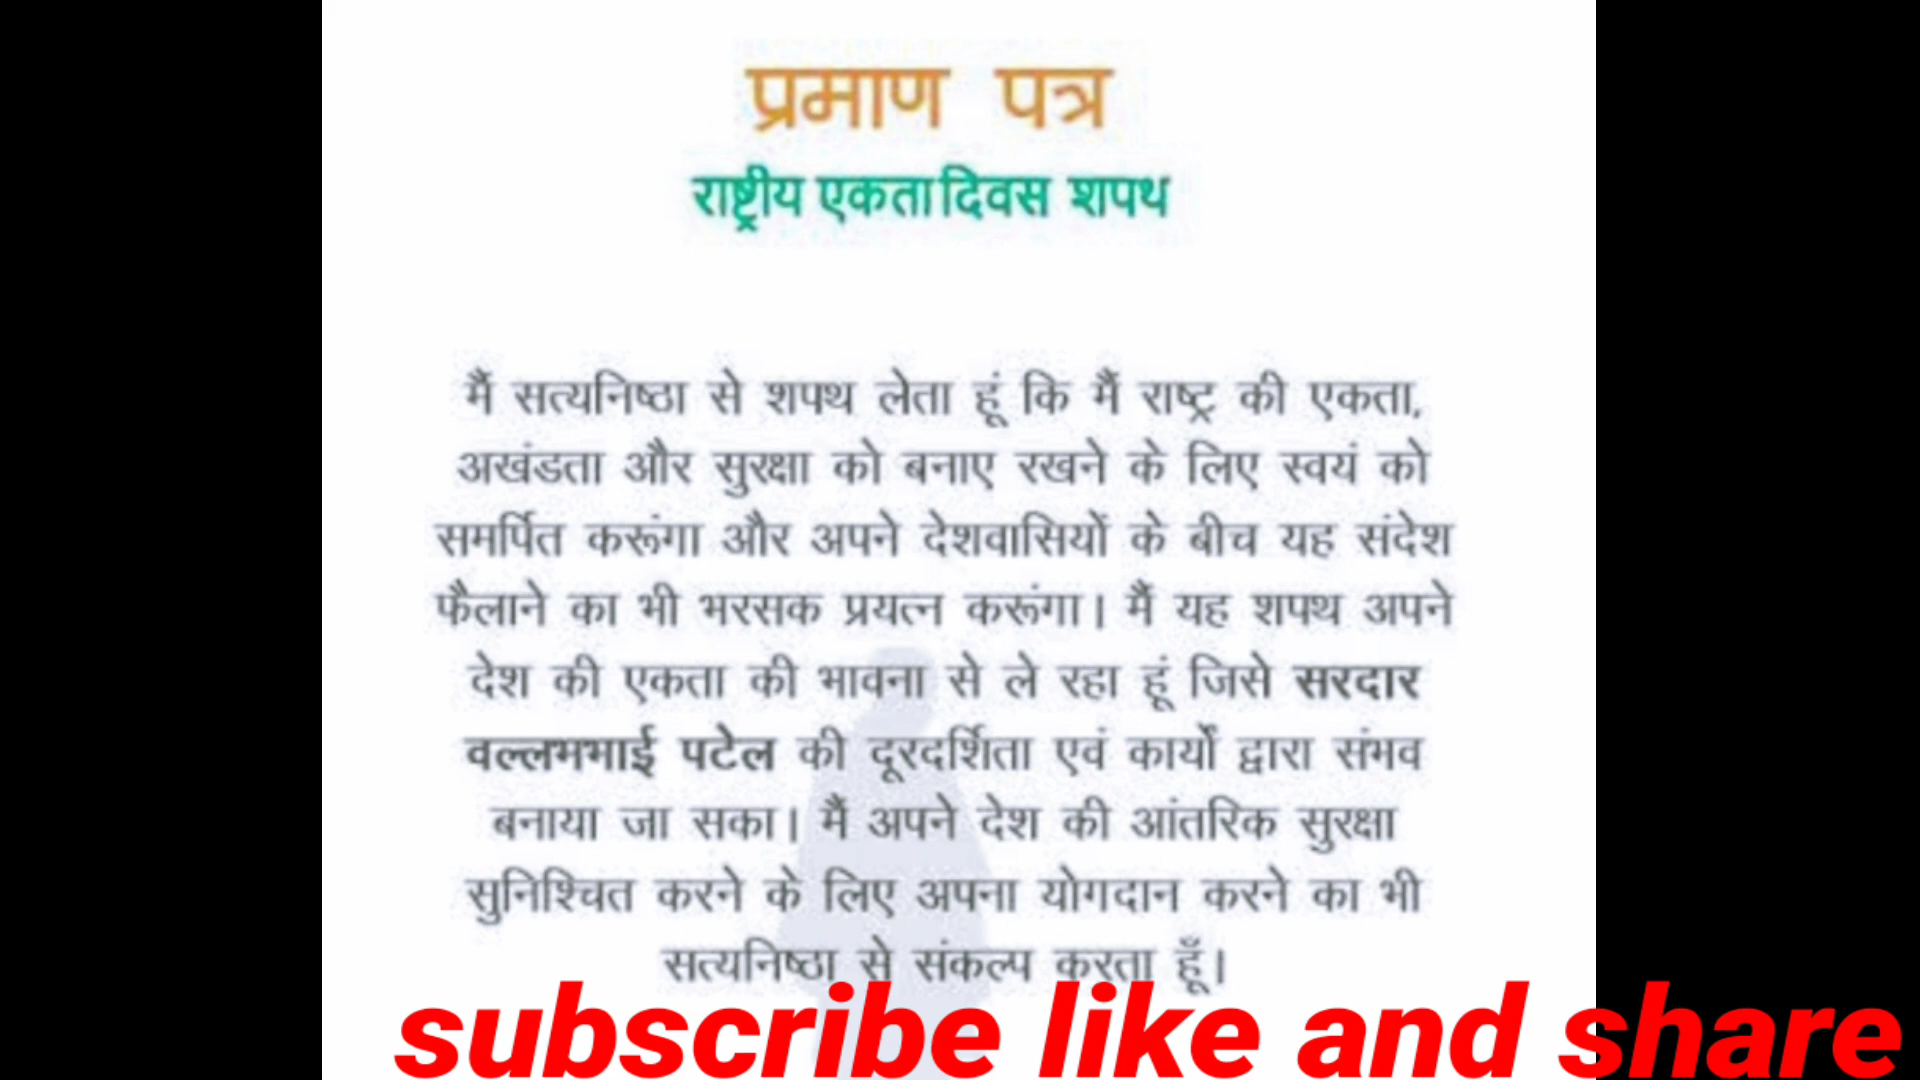 प्रमाण पत्र
राष्ट्रीय एकता दिवस शपथ
मैं सत्यनिष्ठा से शपथ लेता हूं कि मैं राष्ट्र की एकता,
अखंडता और सुरक्षा को बनाए रखने के लिए स्वयं को
समर्पित करूंगा और अपने देशवासियों के बीच यह संदेश
फैलाने का भी भरसक प्रयत्न करूंगा। मैं यह शपथ अपने
देश की एकता की भावना से ले रहा हूं जिसे सरदार
वल्लभभाई पटेल की दूरदर्शिता एवं कार्यों द्वारा संभव
बनाया जा सका। मैं अपने देश की आंतरिक सुरक्षा
सुनिश्चित करने के लिए अपना योगदान करने का भी
सत्यनिष्ठा से संकल्प करता हूँ।
subscribe like and share